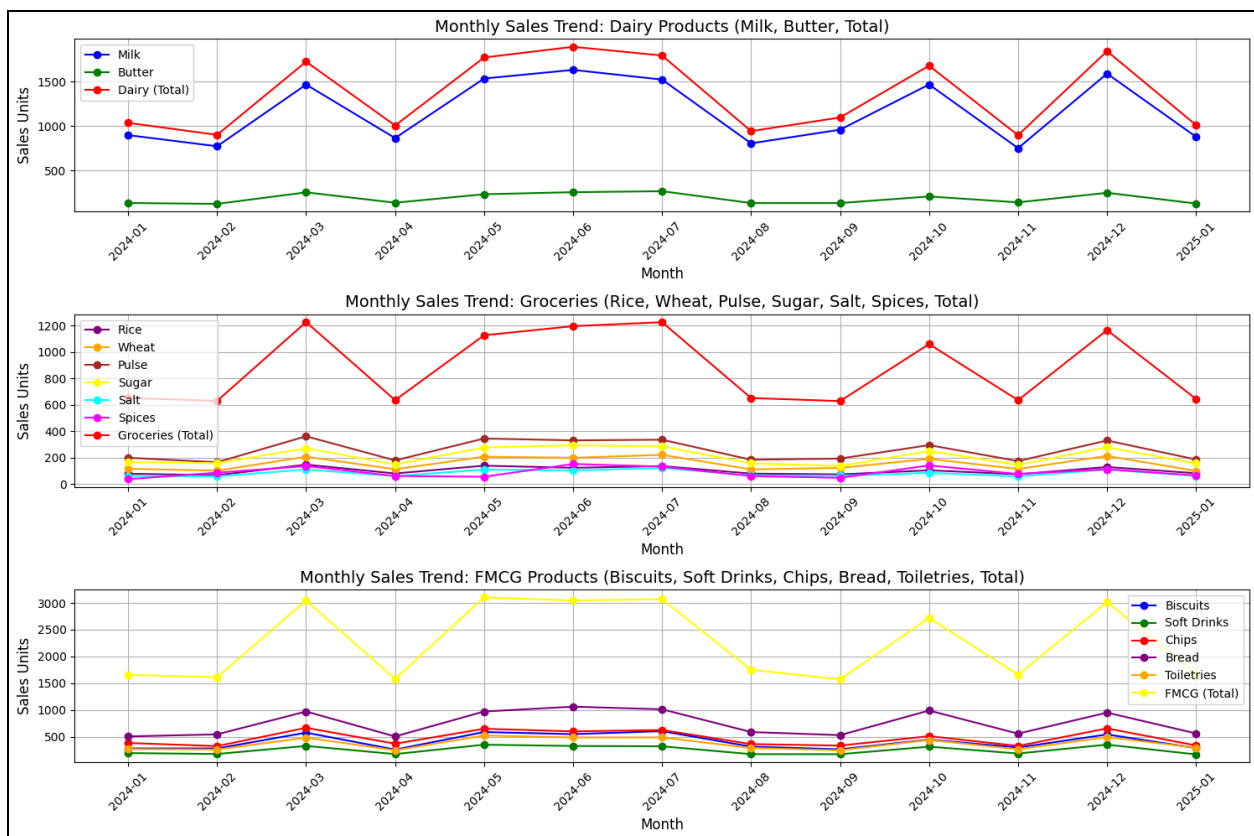 Monthly Sales Trend: Dairy Products (Milk, Butter, Total)
Milk
Butter
Dairy (Total)
Sales Units
1500
1000
500
2024-01
2024-02
2024-03
2024-04
2024-05
2024-06
2024-07
2024-08
2024-09
2024-10
2024-11
2024-12
2025-01
Month
Monthly Sales Trend: Groceries (Rice, Wheat, Pulse, Sugar, Salt, Spices, Total)
Rice
Wheat
Pulse
Sugar
Salt
Spices
Groceries (Total)
Sales Units
1200
1000
800
600
400
200
0
2024-01
2024-02
2024-03
2024-04
2024-05
2024-06
2024-07
2024-08
2024-09
2024-10
2024-11
2024-12
2025-01
Month
Monthly Sales Trend: FMCG Products (Biscuits, Soft Drinks, Chips, Bread, Toiletries, Total)
Biscuits
Soft Drinks
Chips
Bread
Toiletries
FMCG (Total)
Sales Units
3000
2500
2000
1500
1000
500
2024-01
2024-02
2024-03
2024-04
2024-05
2024-06
2024-07
2024-08
2024-09
2024-10
2024-11
2024-12
2025-01
Month